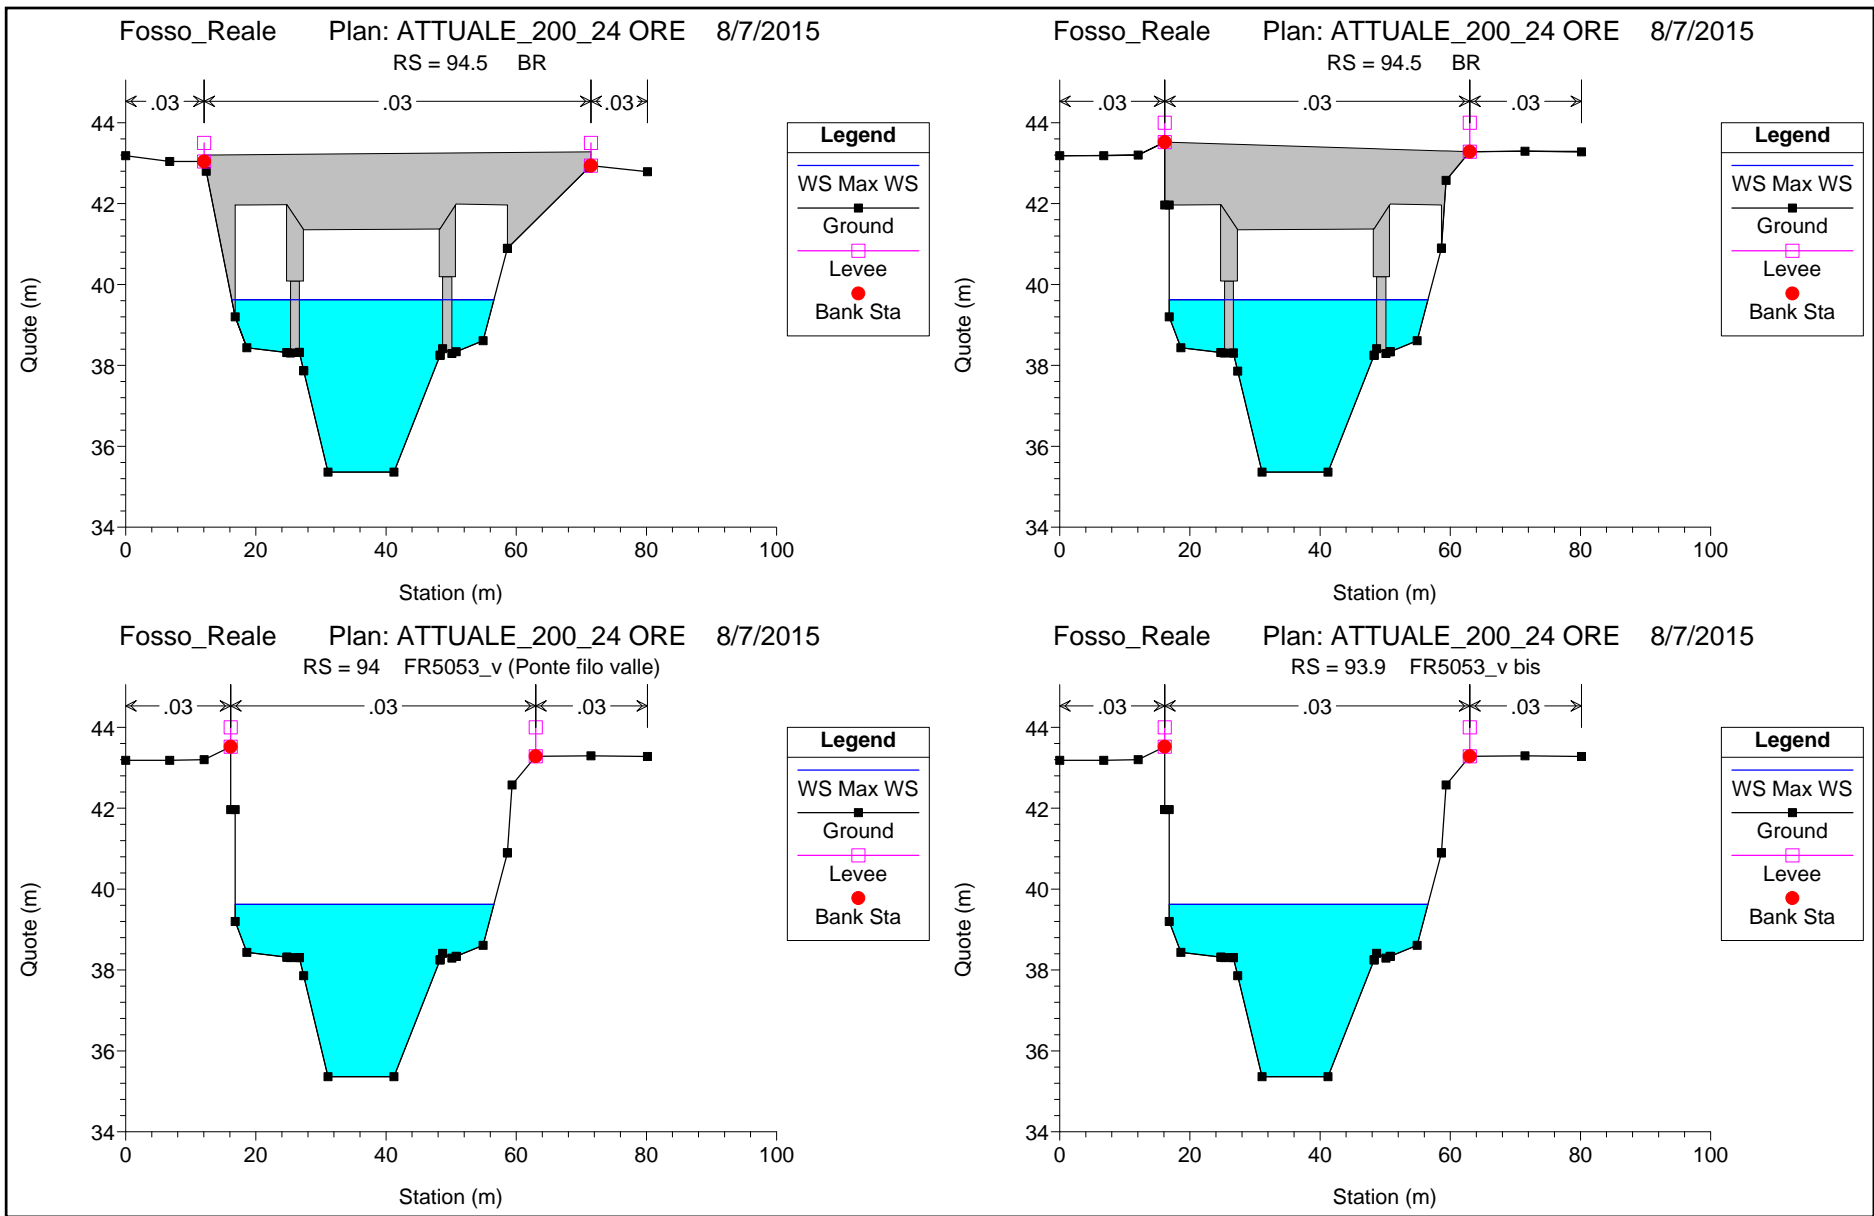 Fosso_Reale Plan: ATTUALE_200_24 ORE 8/7/2015
RS = 94.5 BR
.03 .03 .03
44
42
40
38
36
34
0 20 40 60 80 100
Quote (m)
Station (m)
Legend
WS Max WS
Ground
Levee
Bank Sta
Fosso_Reale Plan: ATTUALE_200_24 ORE 8/7/2015
RS = 94.5 BR
.03 .03 .03
44
42
40
38
36
34
0 20 40 60 80 100
Quote (m)
Station (m)
Legend
WS Max WS
Ground
Levee
Bank Sta
Fosso_Reale Plan: ATTUALE_200_24 ORE 8/7/2015
RS = 94 FR5053_v (Ponte filo valle)
.03 .03 .03
44
42
40
38
36
34
0 20 40 60 80 100
Quote (m)
Station (m)
Legend
WS Max WS
Ground
Levee
Bank Sta
Fosso_Reale Plan: ATTUALE_200_24 ORE 8/7/2015
RS = 93.9 FR5053_v bis
.03 .03 .03
44
42
40
38
36
34
0 20 40 60 80 100
Quote (m)
Station (m)
Legend
WS Max WS
Ground
Levee
Bank Sta